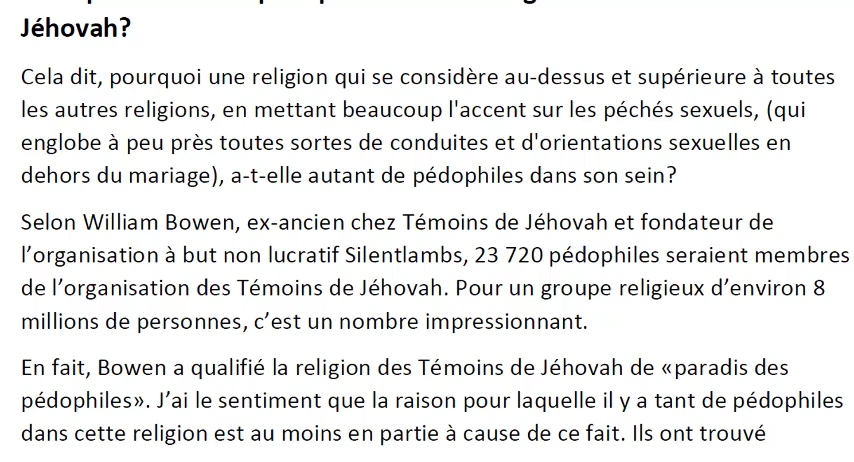 Jéhovah?
Cela dit, pourquoi une religion qui se considère au-dessus et supérieure à toutes
les autres religions, en mettant beaucoup l'accent sur les péchés sexuels, (qui
englobe à peu près toutes sortes de conduites et d'orientations sexuelles en
dehors du mariage), a-t-elle autant de pédophiles dans son sein?
Selon William Bowen, ex-ancien chez Témoins de Jéhovah et fondateur de
l’organisation à but non lucratif Silentlambs, 23 720 pédophiles seraient membres
de l’organisation des Témoins de Jéhovah. Pour un groupe religieux d’environ 8
millions de personnes, c’est un nombre impressionnant.
En fait, Bowen a qualifié la religion des Témoins de Jéhovah de «paradis des
pédophiles». J’ai le sentiment que la raison pour laquelle il y a tant de pédophiles
dans cette religion est au moins en partie à cause de ce fait. Ils ont trouvé